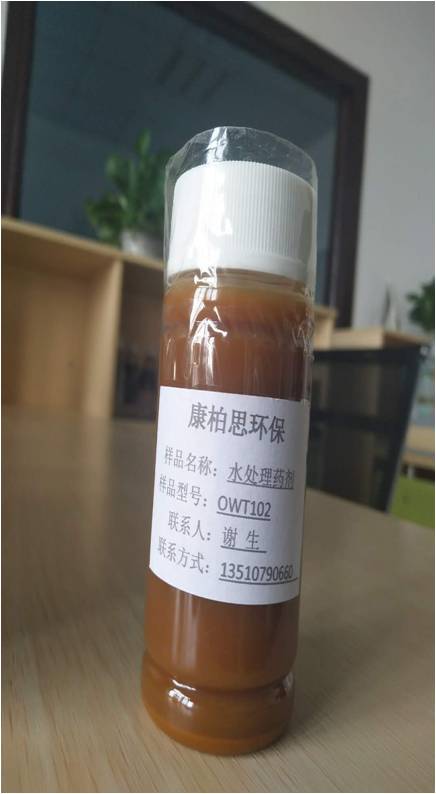 康柏思环保
样品名称：水处理药剂
样品型号：OWT102
联系人：谢 生
联系方式：13510790660